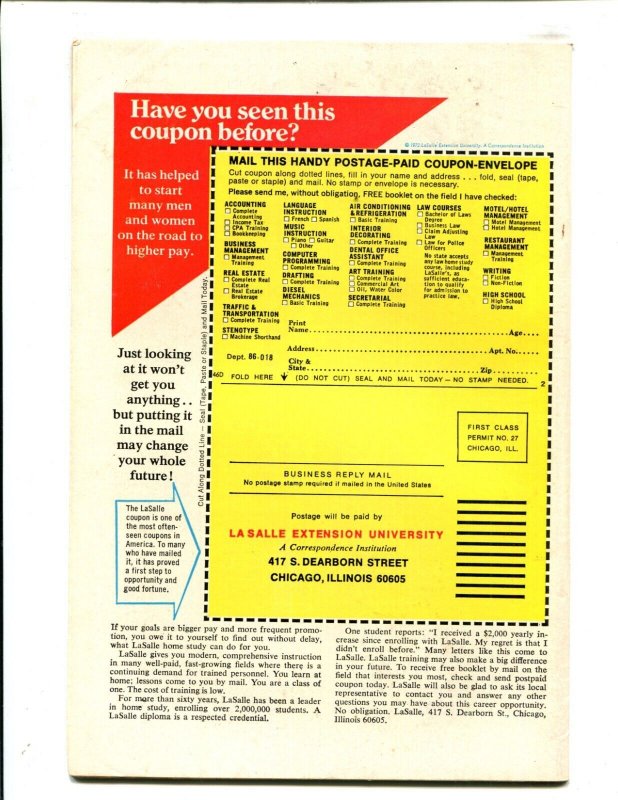 Have you seen this
coupon before?
© 1972 LaSalle Extension University, A Correspondence Institution
It has helped
to start
many men
and women
on the road to
higher pay.
MAIL THIS HANDY POSTAGE-PAID COUPON-ENVELOPE
Cut coupon along dotted lines, fill in your name and address . . . fold, seal (tape,
paste or staple) and mail. No stamp or envelope is necessary.
Please send me, without obligation, FREE booklet on the field I have checked:
ACCOUNTING
Complete
Accounting
Income Tax
CPA Training
Bookkeeping
BUSINESS
MANAGEMENT
Management
Training
REAL ESTATE
Complete Real
Estate
Real Estate
Brokerage
TRAFFIC &
TRANSPORTATION
Complete Training
STENOTYPE
Machine Shorthand
LANGUAGE
INSTRUCTION
French Spanish
MUSIC
INSTRUCTION
Piano Guitar
Other
COMPUTER
PROGRAMMING
Complete Training
DRAFTING
Complete Training
DIESEL
MECHANICS
Basic Training
AIR CONDITIONING
& REFRIGERATION
Basic Training
INTERIOR
DECORATING
Complete Training
DENTAL OFFICE
ASSISTANT
Complete Training
ART TRAINING
Complete Training
Commercial Art
Oil, Water Color
SECRETARIAL
Complete Training
LAW COURSES
Bachelor of Laws
Degree
Business Law
Claim Adjusting
Law
Law for Police
Officers
No state accepts
any law home study
course, including
LaSalle's, as
sufficient educa-
tion to qualify
for admission to
practice law.
MOTEL/HOTEL
MANAGEMENT
Motel Management
Hotel Management
RESTAURANT
MANAGEMENT
Management
Training
WRITING
Fiction
Non-Fiction
HIGH SCHOOL
High School
Diploma
Print
Name Age
Address Apt. No.
Dept. 86-018
City &
State Zip
46D FOLD HERE (DO NOT CUT) SEAL AND MAIL TODAY – NO STAMP NEEDED. 2
Cut Along Dotted Line — Seal (Tape, Paste or Staple) and Mail Today.
Just looking
at it won't
get you
anything . .
but putting it
in the mail
may change
your whole
future!
The LaSalle
coupon is one of
the most often-
seen coupons in
America. To many
who have mailed
it, it has proved
a first step to
opportunity and
good fortune.
FIRST CLASS
PERMIT NO. 27
CHICAGO, ILL.
BUSINESS REPLY MAIL
No postage stamp required if mailed in the United States
Postage will be paid by
LA SALLE EXTENSION UNIVERSITY
A Correspondence Institution
417 S. DEARBORN STREET
CHICAGO, ILLINOIS 60605
If your goals are bigger pay and more frequent promo-
tion, you owe it to yourself to find out without delay,
what LaSalle home study can do for you.
LaSalle gives you modern, comprehensive instruction
in many well-paid, fast-growing fields where there is a
continuing demand for trained personnel. You learn at
home; lessons come to you by mail. You are a class of
one. The cost of training is low.
For more than sixty years, LaSalle has been a leader
in home study, enrolling over 2,000,000 students. A
LaSalle diploma is a respected credential.
One student reports: "I received a $2,000 yearly in-
crease since enrolling with LaSalle. My regret is that I
didn't enroll before." Many letters like this come to
LaSalle. LaSalle training may also make a big difference
in your future. To receive free booklet by mail on the
field that interests you most, check and send postpaid
coupon today. LaSalle will also be glad to ask its local
representative to contact you and answer any other
questions you may have about this career opportunity.
No obligation. LaSalle, 417 S. Dearborn St., Chicago,
Illinois 60605.